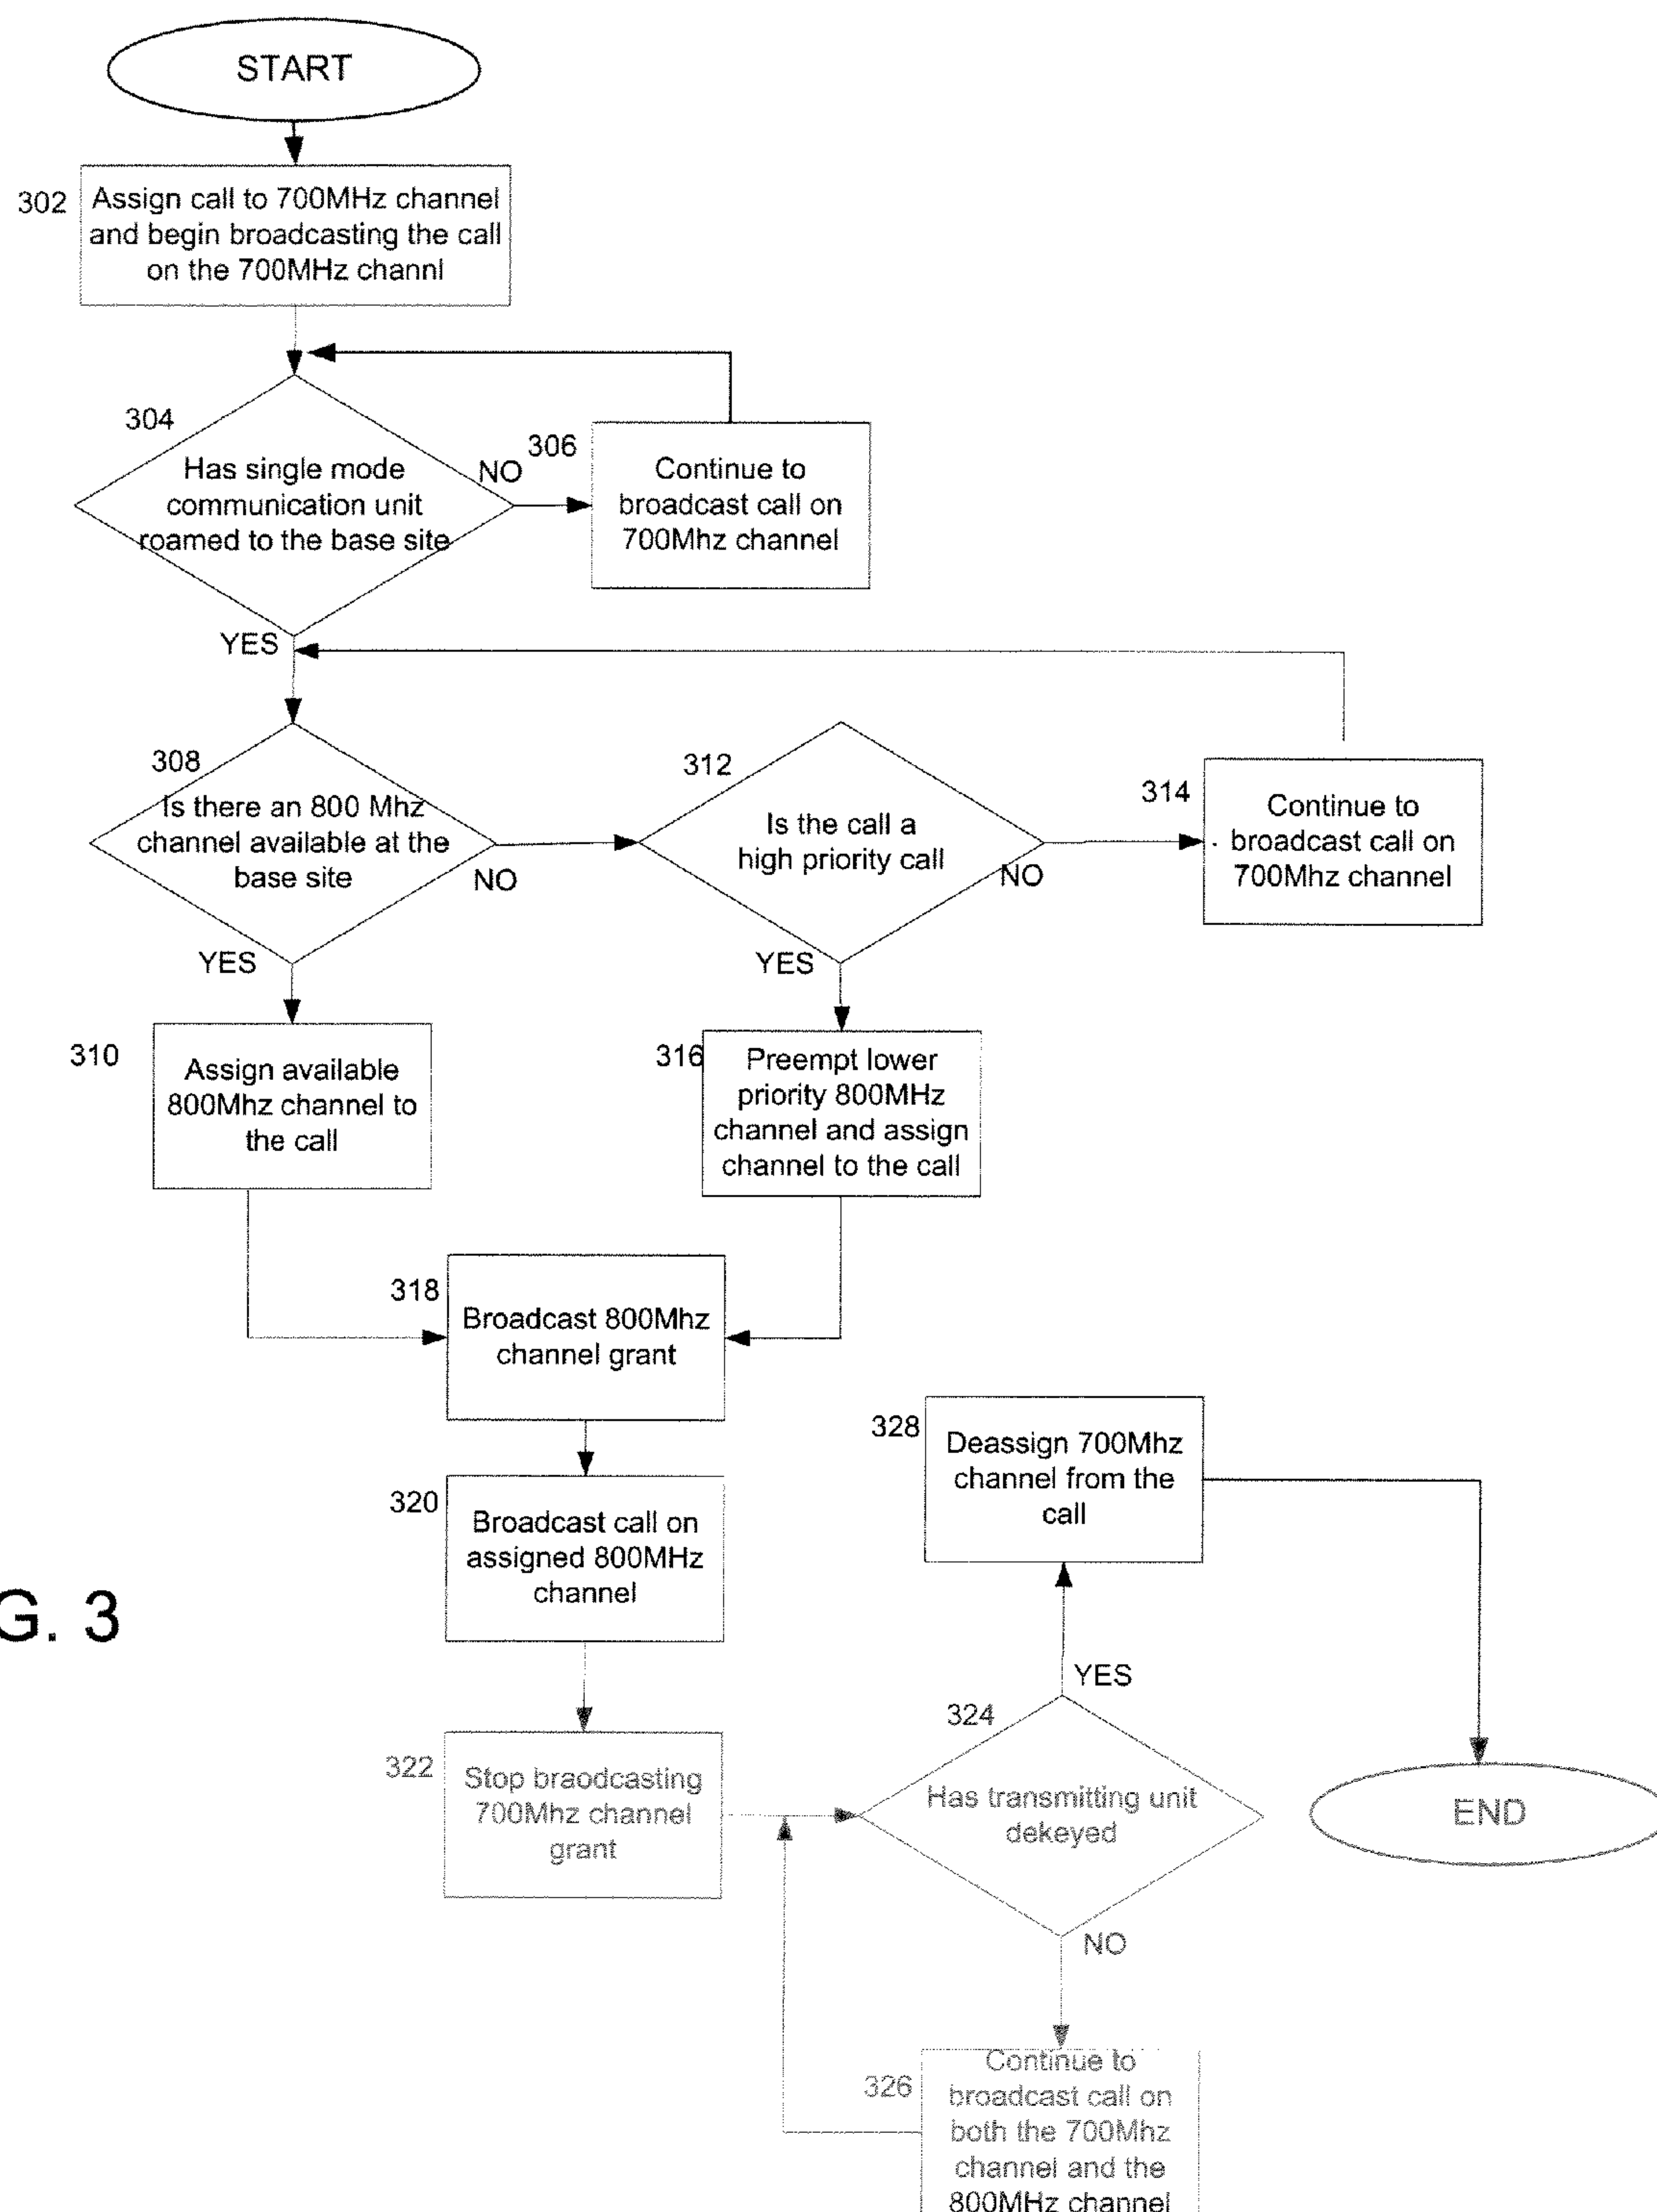 START
302
Assign call to 700MHz channel
and begin broadcasting the call
on the 700MHz channl
304
Has single mode
communication unit
roamed to the base site
NO
306
Continue to
broadcast call on
700Mhz channel
YES
308
Is there an 800 Mhz
channel available at the
base site
NO
312
Is the call a
high priority call
NO
314
Continue to
broadcast call on
700Mhz channel
YES
YES
310
Assign available
800Mhz channel to
the call
316
Preempt lower
priority 800MHz
channel and assign
channel to the call
318
Broadcast 800Mhz
channel grant
320
Broadcast call on
assigned 800MHz
channel
328
Deassign 700Mhz
channel from the
call
G. 3
YES
322
Stop braodcasting
700Mhz channel
grant
324
Has transmitting unit
dekeyed
END
NO
326
Continue to
broadcast call on
both the 700Mhz
channel and the
800MHz channel